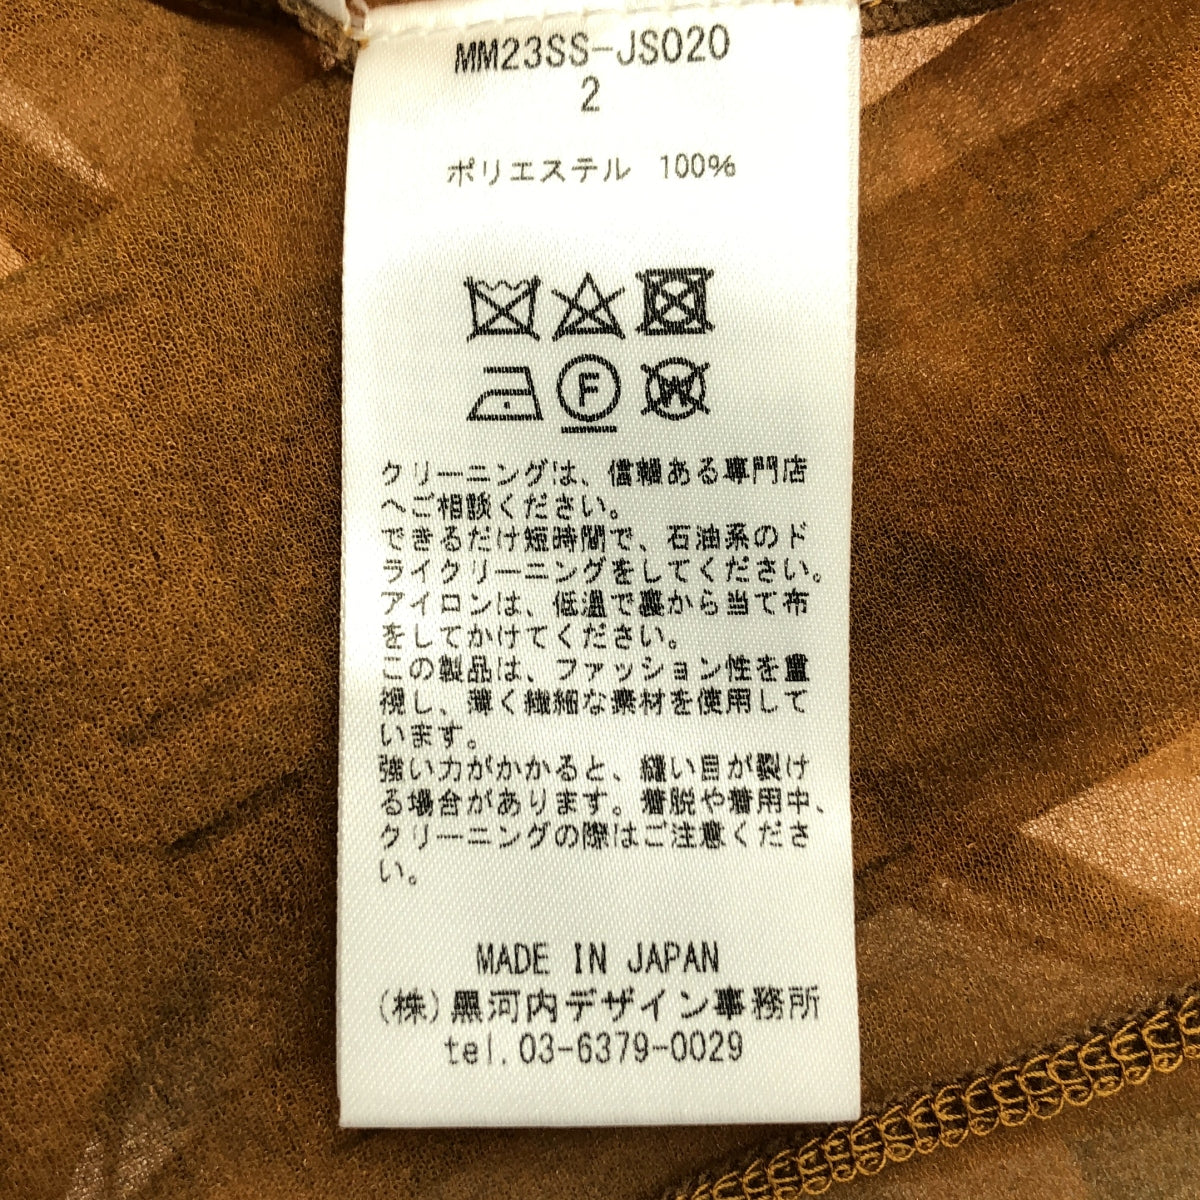 MM23SS-JS020
2
ポリエステル 100%
F
W
クリーニングは、信頼ある専門店
へご相談ください。
できるだけ短時間で、石油系のド
ライクリーニングをしてください。
アイロンは、低温で裏から当て布
をしてかけてください。
この製品は、ファッション性を重
視し、薄く繊細な素材を使用して
います。
強い力がかかると、縫い目が裂け
る場合があります。着脱や着用中、
クリーニングの際はご注意くださ
い。
MADE IN JAPAN
(株)黒河内デザイン事務所
tel.03-6379-0029